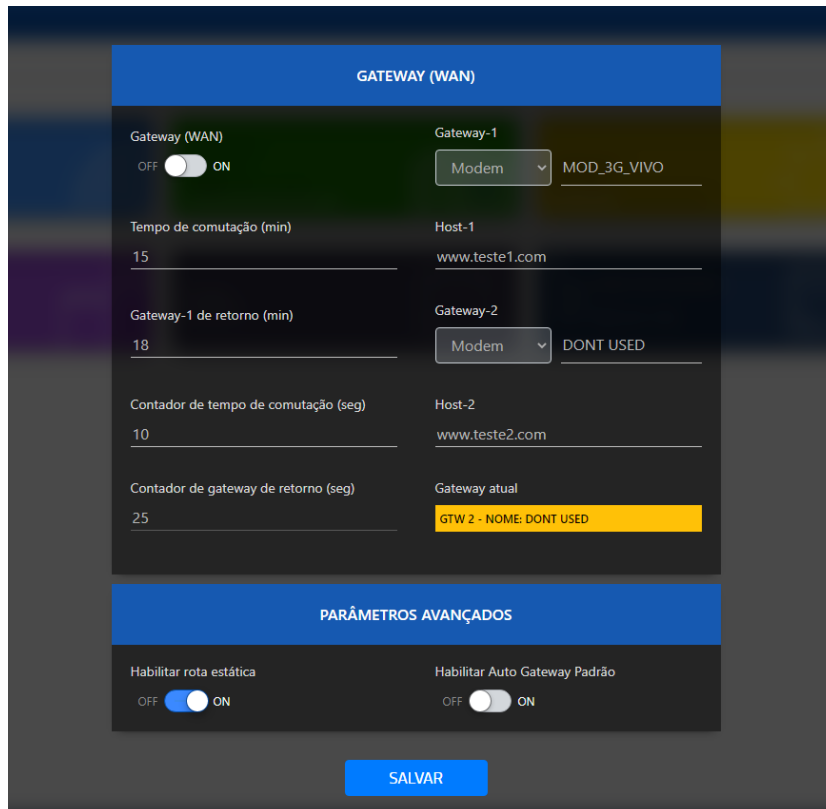 GATEWAY (WAN)
Gateway (WAN)
OFF ON
Gateway-1
Modem MOD_3G_VIVO
Tempo de comutação (min)
15
Host-1
www.teste1.com
Gateway-1 de retorno (min)
18
Gateway-2
Modem DONT USED
Contador de tempo de comutação (seg)
10
Host-2
www.teste2.com
Contador de gateway de retorno (seg)
25
Gateway atual
GTW 2 - NOME: DONT USED
PARÂMETROS AVANÇADOS
Habilitar rota estática
OFF ON
Habilitar Auto Gateway Padrão
OFF ON
SALVAR